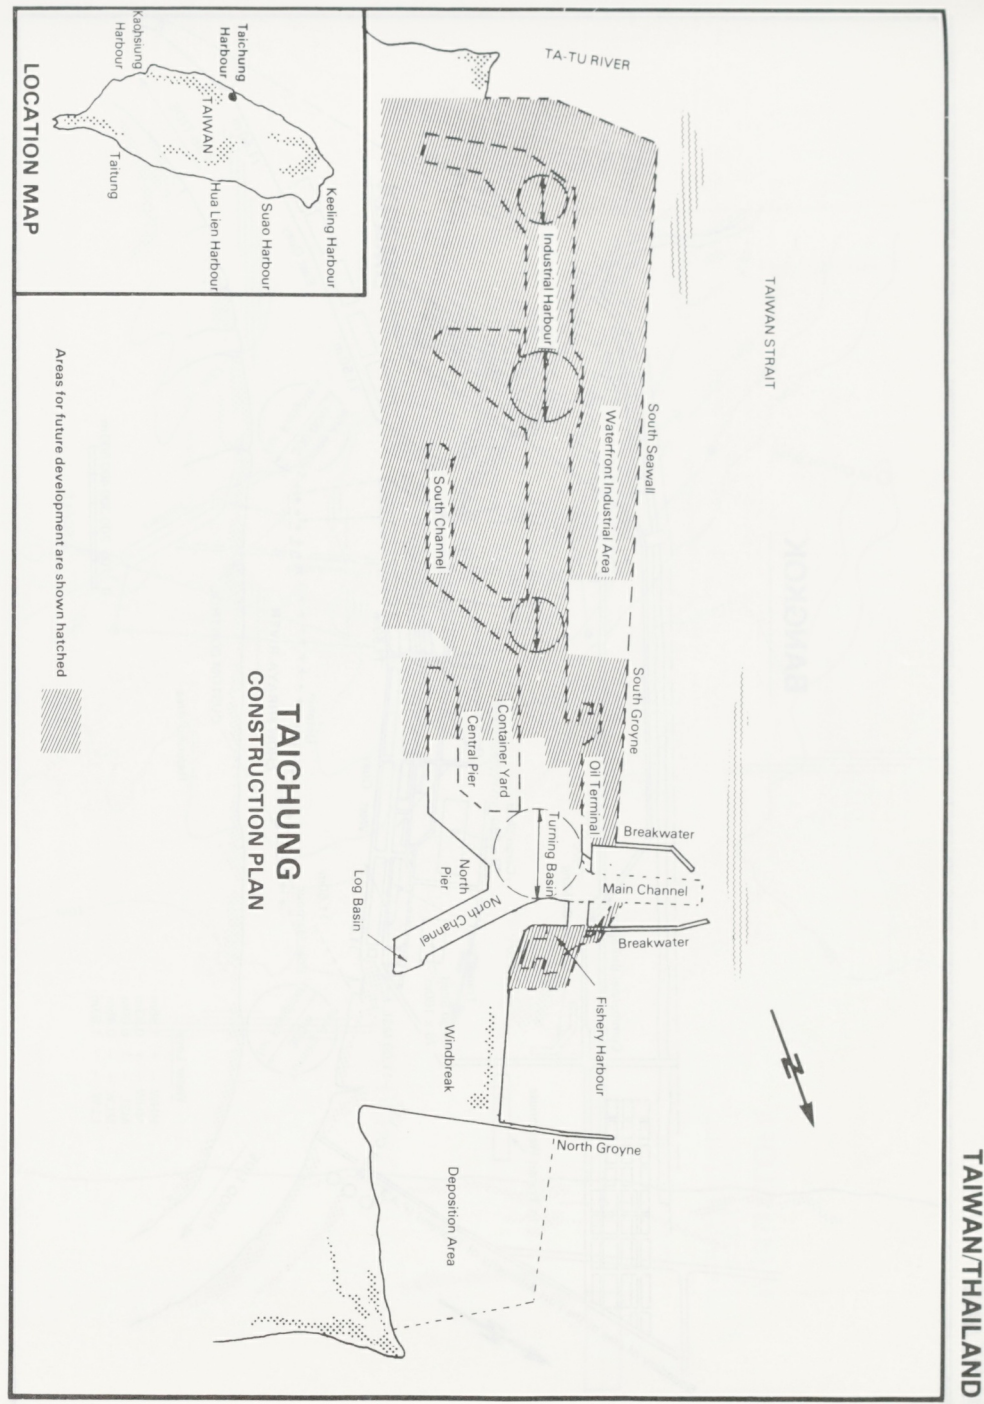 TAIWAN/THAILAND
LOCATION MAP
Kaohsiung
Harbour
Taichung
Harbour
TAIWAN
Taitung
Hua Lien Harbour
Suao Harbour
Keeling Harbour
TA-TU RIVER
TAIWAN STRAIT
Industrial Harbour
Waterfront Industrial Area
South Seawall
South Channel
South Groyne
Container Yard
Central Pier
Oil Terminal
Breakwater
Turning Basin
Main Channel
North
Pier
North Channel
Breakwater
Log Basin
Fishery Harbour
Windbreak
N
North Groyne
Deposition Area
Areas for future development are shown hatched
TAICHUNG
CONSTRUCTION PLAN
BANGKOK